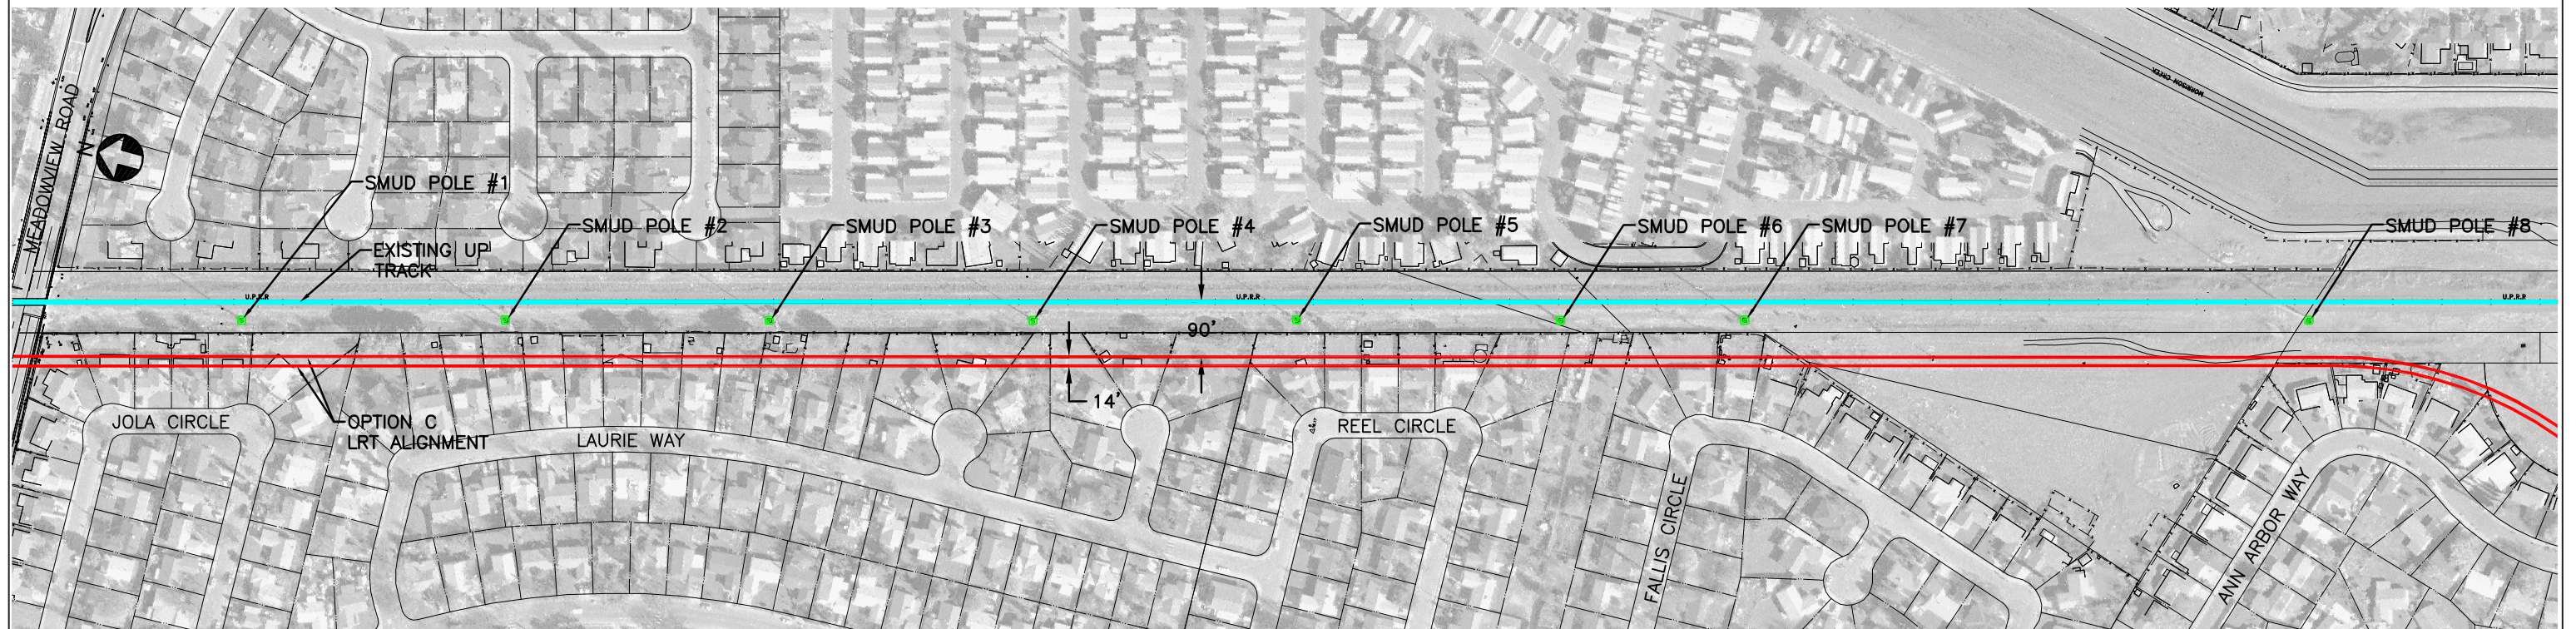 MORRISON CREEK
MEADOWVIEW ROAD
N
SMUD POLE #1
SMUD POLE #2
SMUD POLE #3
SMUD POLE #4
SMUD POLE #5
SMUD POLE #6
SMUD POLE #7
SMUD POLE #8
EXISTING UP
TRACK
U.P.R.R
U.P.R.R
U.P.R.R
90'
14'
OPTION C
LRT ALIGNMENT
JOLA CIRCLE
LAURIE WAY
REEL CIRCLE
FALLIS CIRCLE
ANN ARBOR WAY